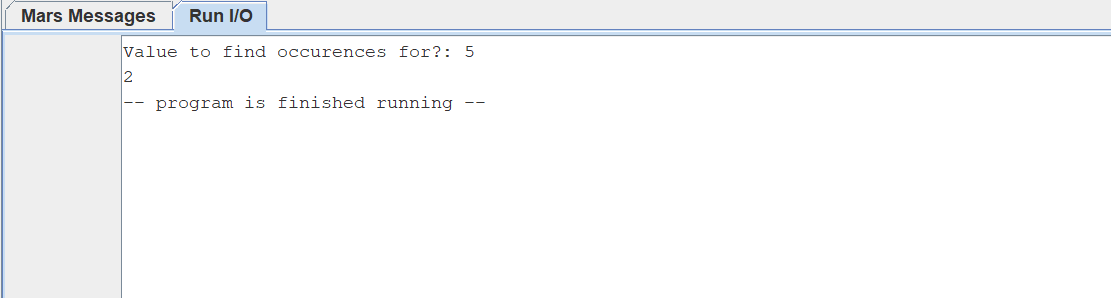 Mars Messages Run I/O
Value to find occurences for?: 5
2
-- program is finished running --